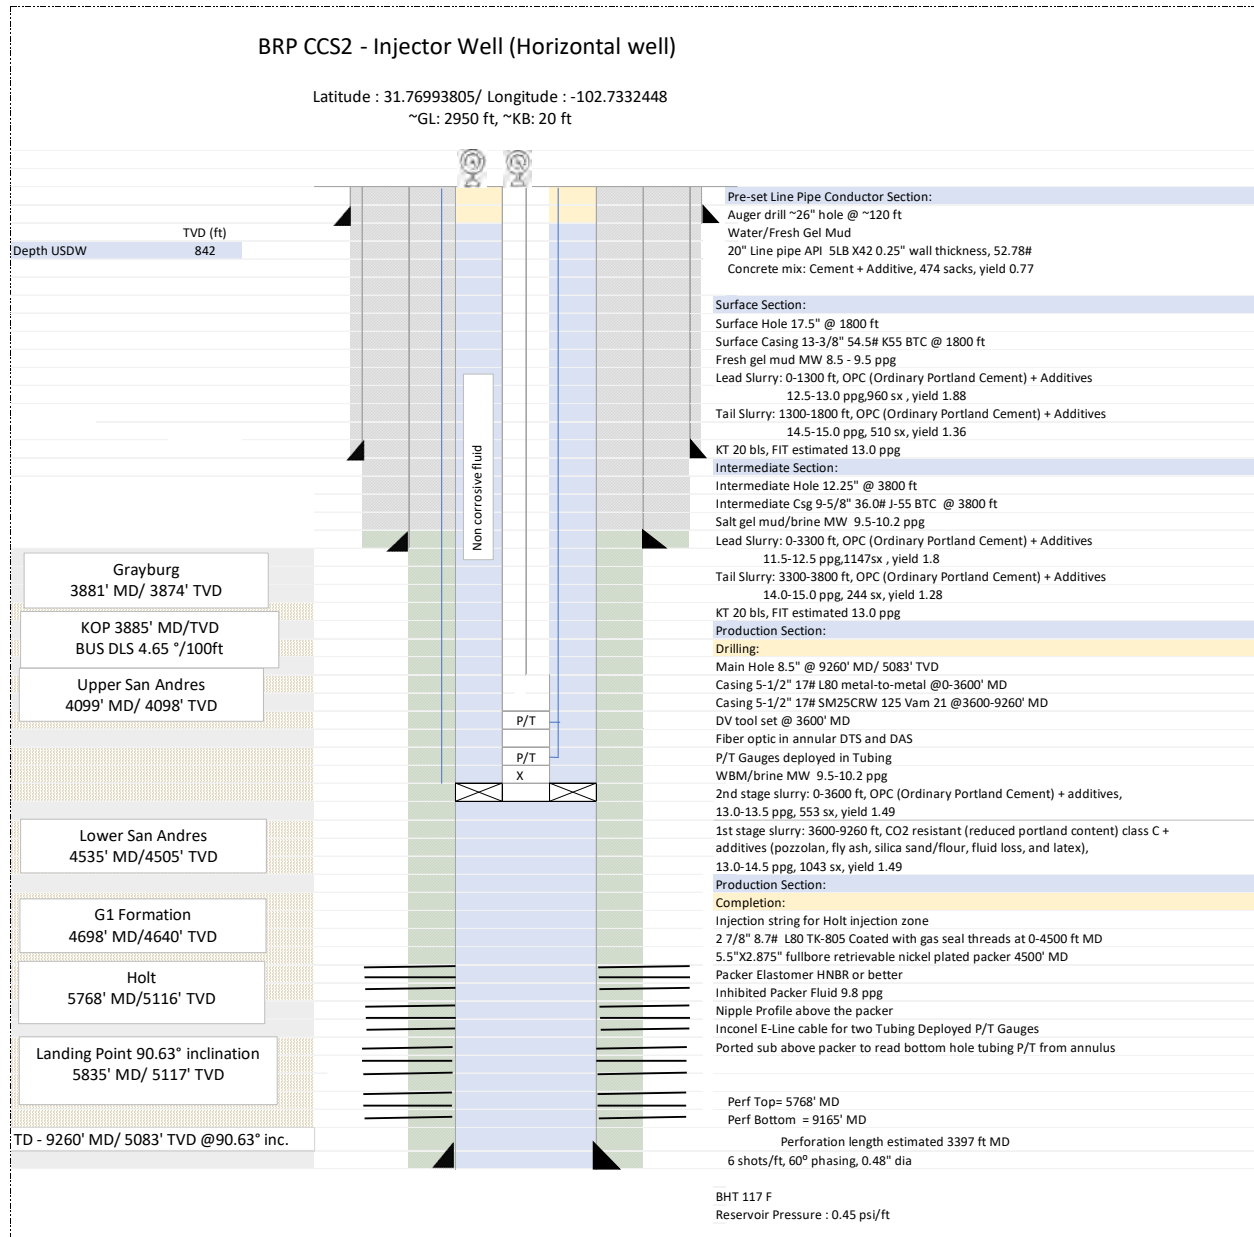 BRP CCS2 - Injector Well (Horizontal well)
Latitude : 31.76993805/ Longitude : -102.7332448
~GL: 2950 ft, ~KB: 20 ft
TVD (ft)
Depth USDW 842
Grayburg
3881' MD/ 3874' TVD
KOP 3885' MD/TVD
BUS DLS 4.65 °/100ft
Upper San Andres
4099' MD/ 4098' TVD
Lower San Andres
4535' MD/4505' TVD
G1 Formation
4698' MD/4640' TVD
Holt
5768' MD/5116' TVD
Landing Point 90.63° inclination
5835' MD/ 5117' TVD
TD - 9260' MD/ 5083' TVD @90.63° inc.
Non corrosive fluid
P/T
P/T
X
Pre-set Line Pipe Conductor Section:
Auger drill ~26" hole @ ~120 ft
Water/Fresh Gel Mud
20" Line pipe API 5LB X42 0.25" wall thickness, 52.78#
Concrete mix: Cement + Additive, 474 sacks, yield 0.77
Surface Section:
Surface Hole 17.5" @ 1800 ft
Surface Casing 13-3/8" 54.5# K55 BTC @ 1800 ft
Fresh gel mud MW 8.5 - 9.5 ppg
Lead Slurry: 0-1300 ft, OPC (Ordinary Portland Cement) + Additives
12.5-13.0 ppg,960 sx , yield 1.88
Tail Slurry: 1300-1800 ft, OPC (Ordinary Portland Cement) + Additives
14.5-15.0 ppg, 510 sx, yield 1.36
KT 20 bls, FIT estimated 13.0 ppg
Intermediate Section:
Intermediate Hole 12.25" @ 3800 ft
Intermediate Csg 9-5/8" 36.0# J-55 BTC @ 3800 ft
Salt gel mud/brine MW 9.5-10.2 ppg
Lead Slurry: 0-3300 ft, OPC (Ordinary Portland Cement) + Additives
11.5-12.5 ppg,1147sx , yield 1.8
Tail Slurry: 3300-3800 ft, OPC (Ordinary Portland Cement) + Additives
14.0-15.0 ppg, 244 sx, yield 1.28
KT 20 bls, FIT estimated 13.0 ppg
Production Section:
Drilling:
Main Hole 8.5" @ 9260' MD/ 5083' TVD
Casing 5-1/2" 17# L80 metal-to-metal @0-3600' MD
Casing 5-1/2" 17# SM25CRW 125 Vam 21 @3600-9260' MD
DV tool set @ 3600' MD
Fiber optic in annular DTS and DAS
P/T Gauges deployed in Tubing
WBM/brine MW 9.5-10.2 ppg
2nd stage slurry: 0-3600 ft, OPC (Ordinary Portland Cement) + additives,
13.0-13.5 ppg, 553 sx, yield 1.49
1st stage slurry: 3600-9260 ft, CO2 resistant (reduced portland content) class C +
additives (pozzolan, fly ash, silica sand/flour, fluid loss, and latex),
13.0-14.5 ppg, 1043 sx, yield 1.49
Production Section:
Completion:
Injection string for Holt injection zone
2 7/8" 8.7# L80 TK-805 Coated with gas seal threads at 0-4500 ft MD
5.5"X2.875" fullbore retrievable nickel plated packer 4500' MD
Packer Elastomer HNBR or better
Inhibited Packer Fluid 9.8 ppg
Nipple Profile above the packer
Inconel E-Line cable for two Tubing Deployed P/T Gauges
Ported sub above packer to read bottom hole tubing P/T from annulus
Perf Top= 5768' MD
Perf Bottom = 9165' MD
Perforation length estimated 3397 ft MD
6 shots/ft, 60º phasing, 0.48" dia
BHT 117 F
Reservoir Pressure : 0.45 psi/ft